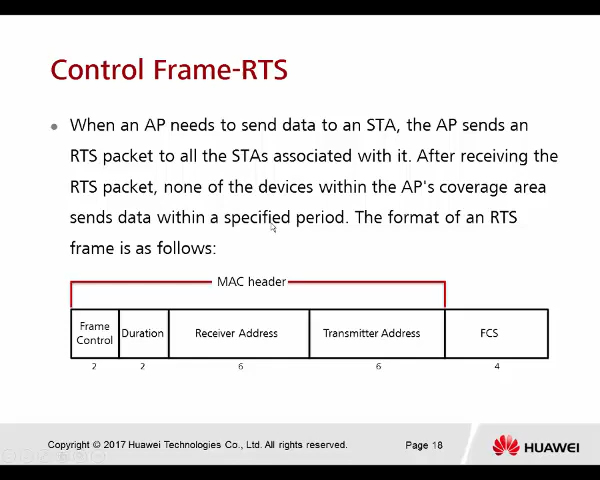 Control Frame-RTS
• When an AP needs to send data to an STA, the AP sends an
RTS packet to all the STAs associated with it. After receiving the
RTS packet, none of the devices within the AP's coverage area
sends data within a specified period. The format of an RTS
frame is as follows:
MAC header
Frame
Control
Duration
Receiver Address
Transmitter Address
FCS
2
2
6
6
4
Copyright © 2017 Huawei Technologies Co., Ltd. All rights reserved.
Page 18
HUAWEI